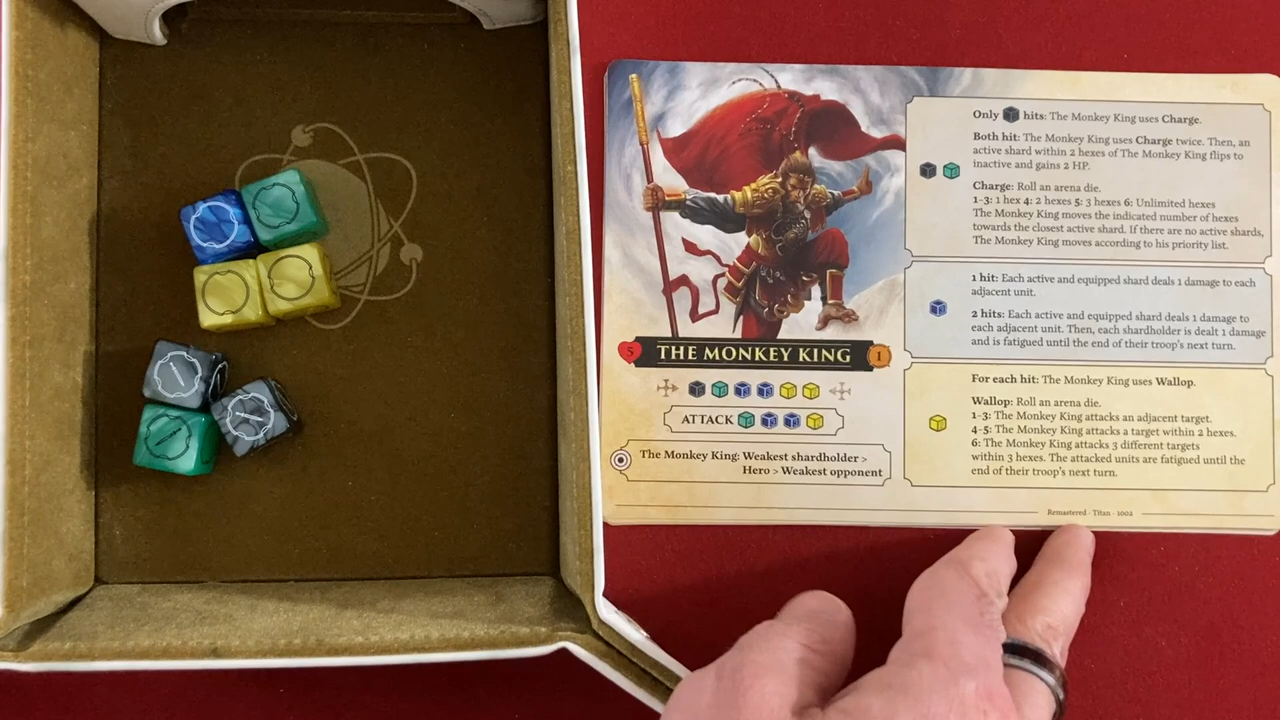 5
THE MONKEY KING
1
ATTACK
The Monkey King: Weakest shardholder >
Hero > Weakest opponent
Only hits: The Monkey King uses Charge.
Both hit: The Monkey King uses Charge twice. Then, an
active shard within 2 hexes of The Monkey King flips to
inactive and gains 2 HP.
Charge: Roll an arena die.
1-3: 1 hex 4: 2 hexes 5: 3 hexes 6: Unlimited hexes
The Monkey King moves the indicated number of hexes
towards the closest active shard. If there are no active shards,
The Monkey King moves according to his priority list.
1 hit: Each active and equipped shard deals 1 damage to each
adjacent unit.
2 hits: Each active and equipped shard deals 1 damage to
each adjacent unit. Then, each shardholder is dealt 1 damage
and is fatigued until the end of their troop's next turn.
For each hit: The Monkey King uses Wallop.
Wallop: Roll an arena die.
1-3: The Monkey King attacks an adjacent target.
4-5: The Monkey King attacks a target within 2 hexes.
6: The Monkey King attacks 3 different targets
within 3 hexes. The attacked units are fatigued until the
end of their troop's next turn.
Remastered · Titan · 1002